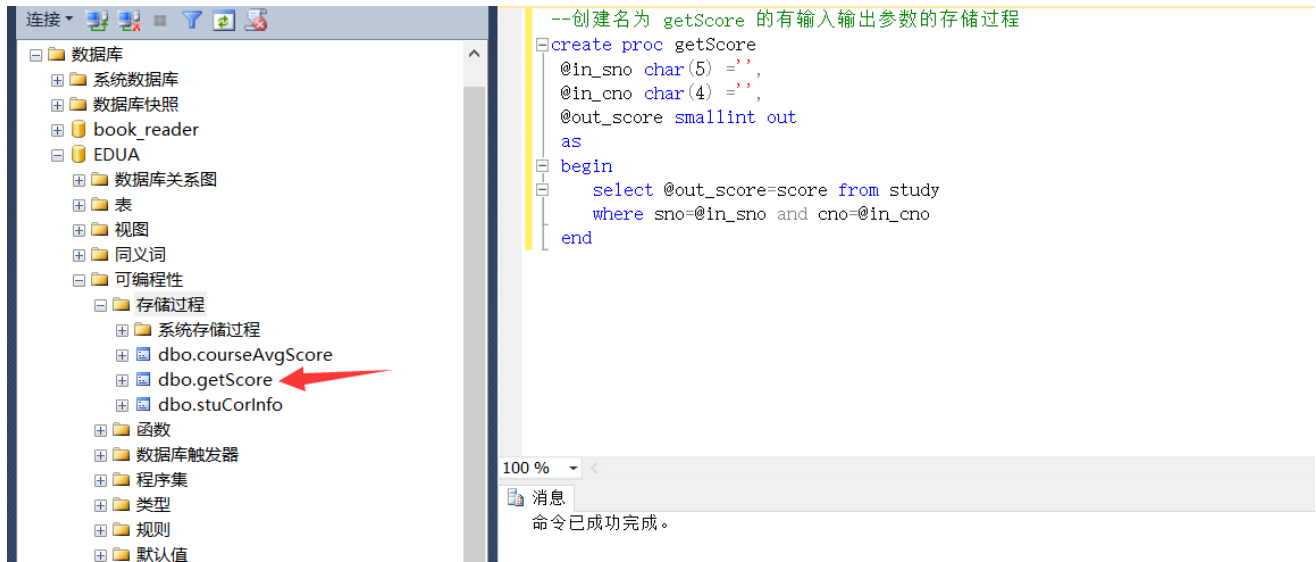 连接
数据库
系统数据库
数据库快照
book_reader
EDUA
数据库关系图
表
视图
同义词
可编程性
存储过程
系统存储过程
dbo.courseAvgScore
dbo.getScore
dbo.stuCorInfo
函数
数据库触发器
程序集
类型
规则
默认值
--创建名为 getScore 的有输入输出参数的存储过程
create proc getScore
@in_sno char(5) ='',
@in_cno char(4) ='',
@out_score smallint out
as
begin
select @out_score=score from study
where sno=@in_sno and cno=@in_cno
end
100 %
消息
命令已成功完成。